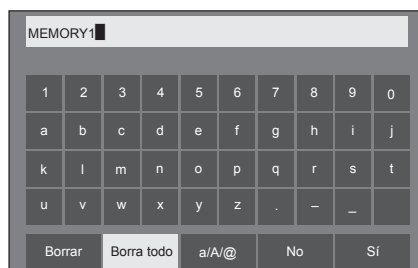 MEMORY1
1 2 3 4 5 6 7 8 9 0
a b c d e f g h i j
k l m n o p q r s t
u v w x y z . – _
Borrar Borra todo a/A/@ No Sí